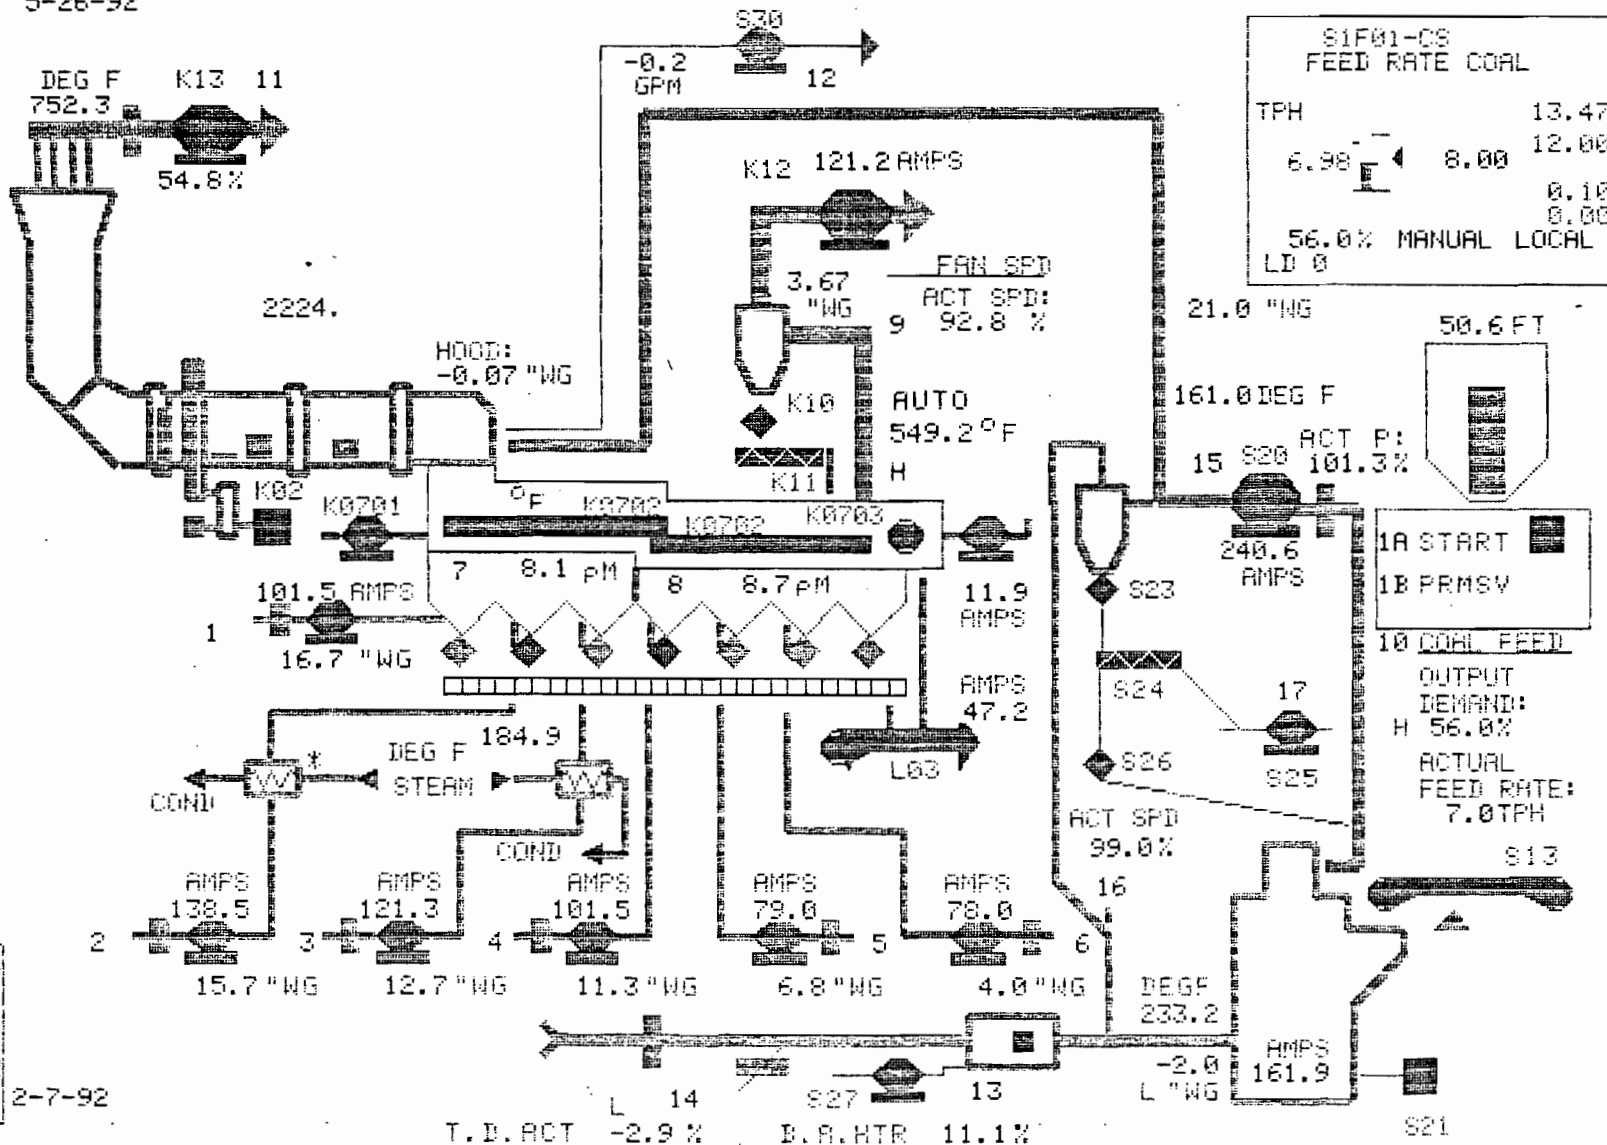 5-26-92
S30
-0.2
GPM
12
S1F01-CS
FEED RATE COAL
TPH 13.47
12.00
6.98 8.00
0.10
0.00
56.0% MANUAL LOCAL
LD 0
DEG F K13 11
752.3
54.8%
K12 121.2 AMPS
3.67
"WG
FAN SPD
ACT SPD:
9 92.8 %
2224.
HOOD:
-0.07 "WG
21.0 "WG
50.6 FT
K10
AUTO
549.2°F
161.0 DEG F
K11
H
15 S20
ACT P:
101.3%
K02
K0701
°F
K0702
K0702
K0703
240.6
AMPS
1A START
1B PRMSV
7 8.1 PM
8 8.7 PM
11.9
AMPS
S23
101.5 AMPS
1
16.7 "WG
10 COAL FEED
OUTPUT
DEMAND:
H 56.0%
ACTUAL
FEED RATE:
7.0 TPH
AMPS
47.2
S24
17
S25
S26
184.9
DEG F
STEAM
*
COND
COND
L03
ACT SPD
99.0%
16
S13
AMPS
138.5
AMPS
121.3
AMPS
101.5
AMPS
79.0
AMPS
78.0
2 3 4 5 6
15.7 "WG
12.7 "WG
11.3 "WG
6.8 "WG
4.0 "WG
DEGF
233.2
-2.0
L "WG
AMPS
161.9
2-7-92
L 14
S27
13
S21
T.D.ACT -2.9 % B.A.HTR 11.1%